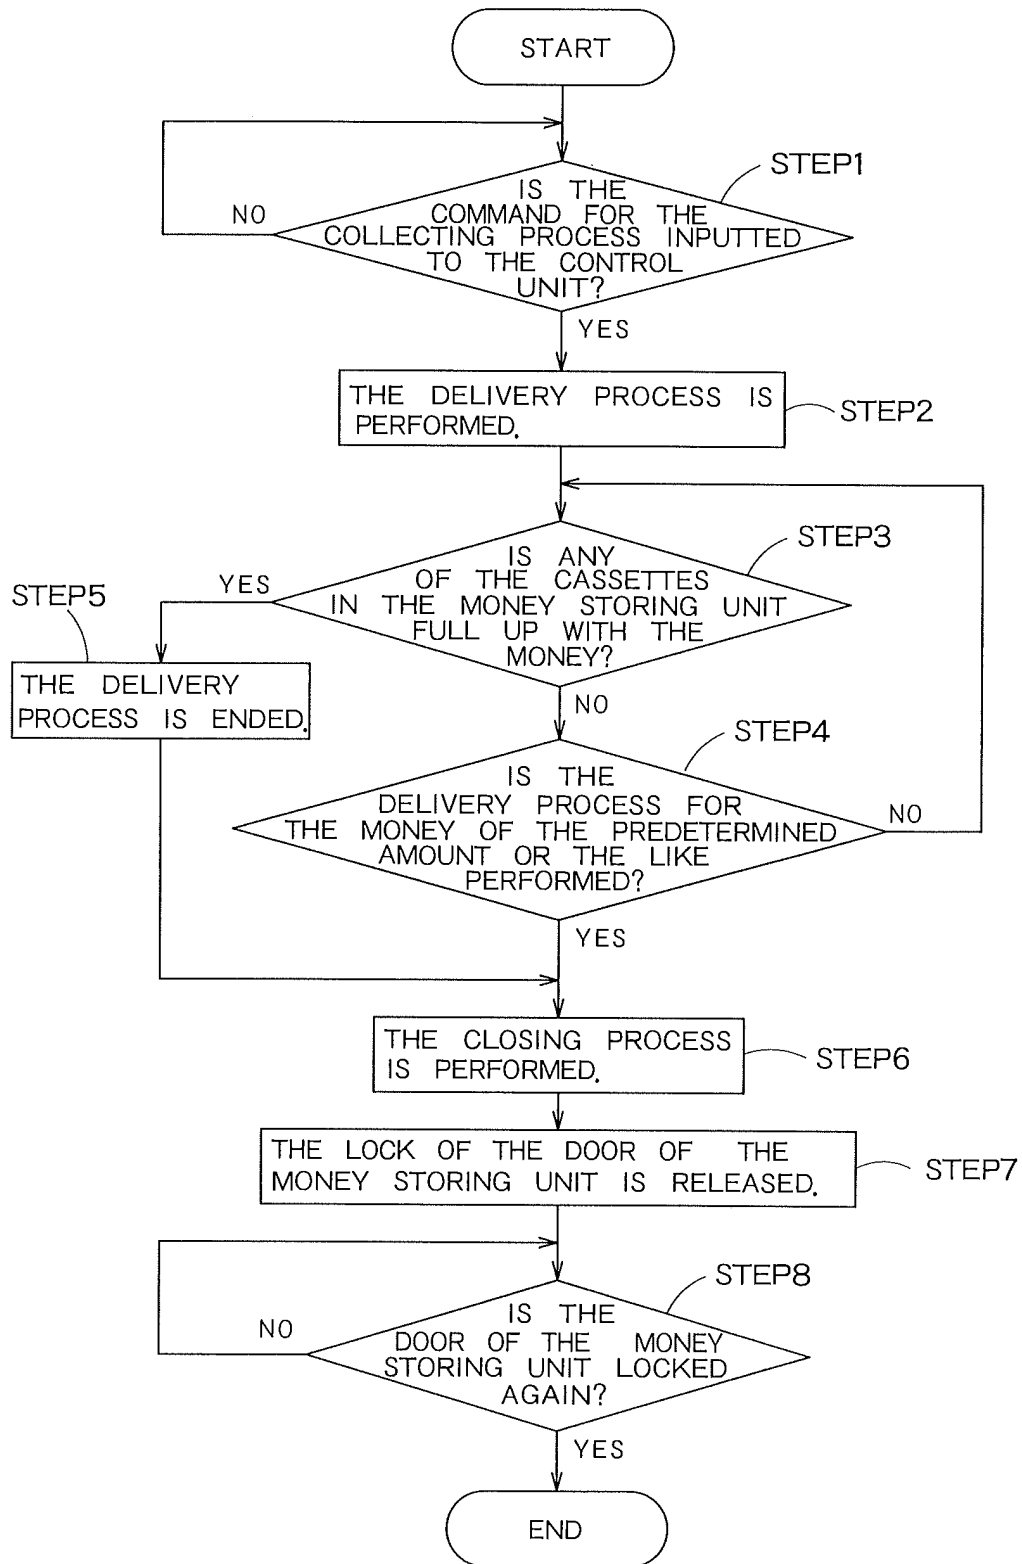 START
STEP1
IS THE
COMMAND FOR THE
COLLECTING PROCESS INPUTTED
TO THE CONTROL
UNIT?
NO
YES
THE DELIVERY PROCESS IS
PERFORMED.
STEP2
STEP3
IS ANY
OF THE CASSETTES
IN THE MONEY STORING UNIT
FULL UP WITH THE
MONEY?
YES
STEP5
THE DELIVERY
PROCESS IS ENDED.
NO
STEP4
IS THE
DELIVERY PROCESS FOR
THE MONEY OF THE PREDETERMINED
AMOUNT OR THE LIKE
PERFORMED?
NO
YES
THE CLOSING PROCESS
IS PERFORMED.
STEP6
THE LOCK OF THE DOOR OF THE
MONEY STORING UNIT IS RELEASED.
STEP7
STEP8
IS THE
DOOR OF THE MONEY
STORING UNIT LOCKED
AGAIN?
NO
YES
END